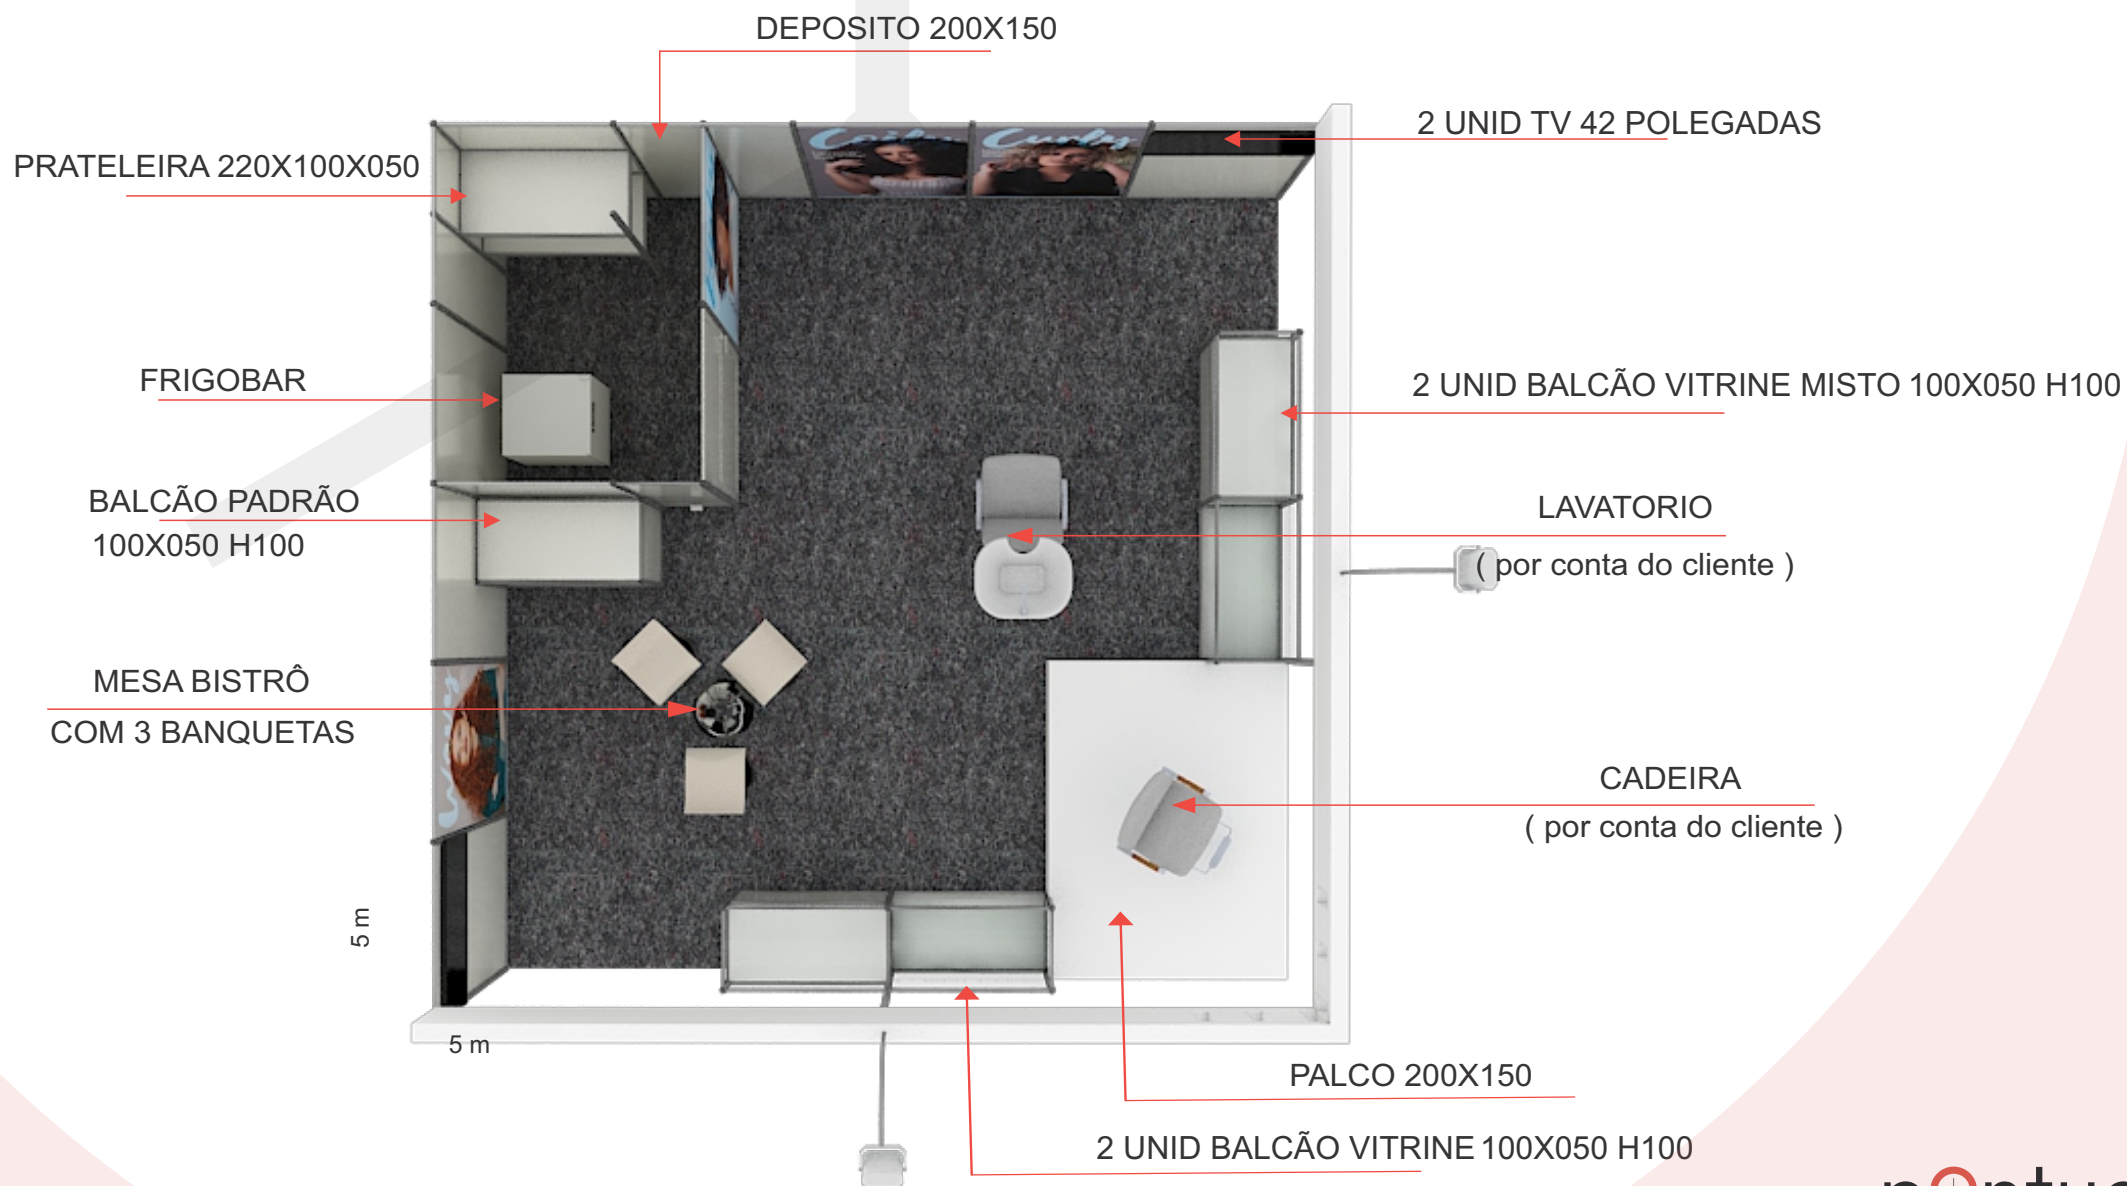 DEPOSITO 200X150
2 UNID TV 42 POLEGADAS
PRATELEIRA 220X100X050
FRIGOBAR
2 UNID BALCÃO VITRINE MISTO 100X050 H100
BALCÃO PADRÃO
100X050 H100
LAVATORIO
( por conta do cliente )
MESA BISTRÔ
COM 3 BANQUETAS
CADEIRA
( por conta do cliente )
5 m
5 m
PALCO 200X150
2 UNID BALCÃO VITRINE 100X050 H100
Curly
Waves